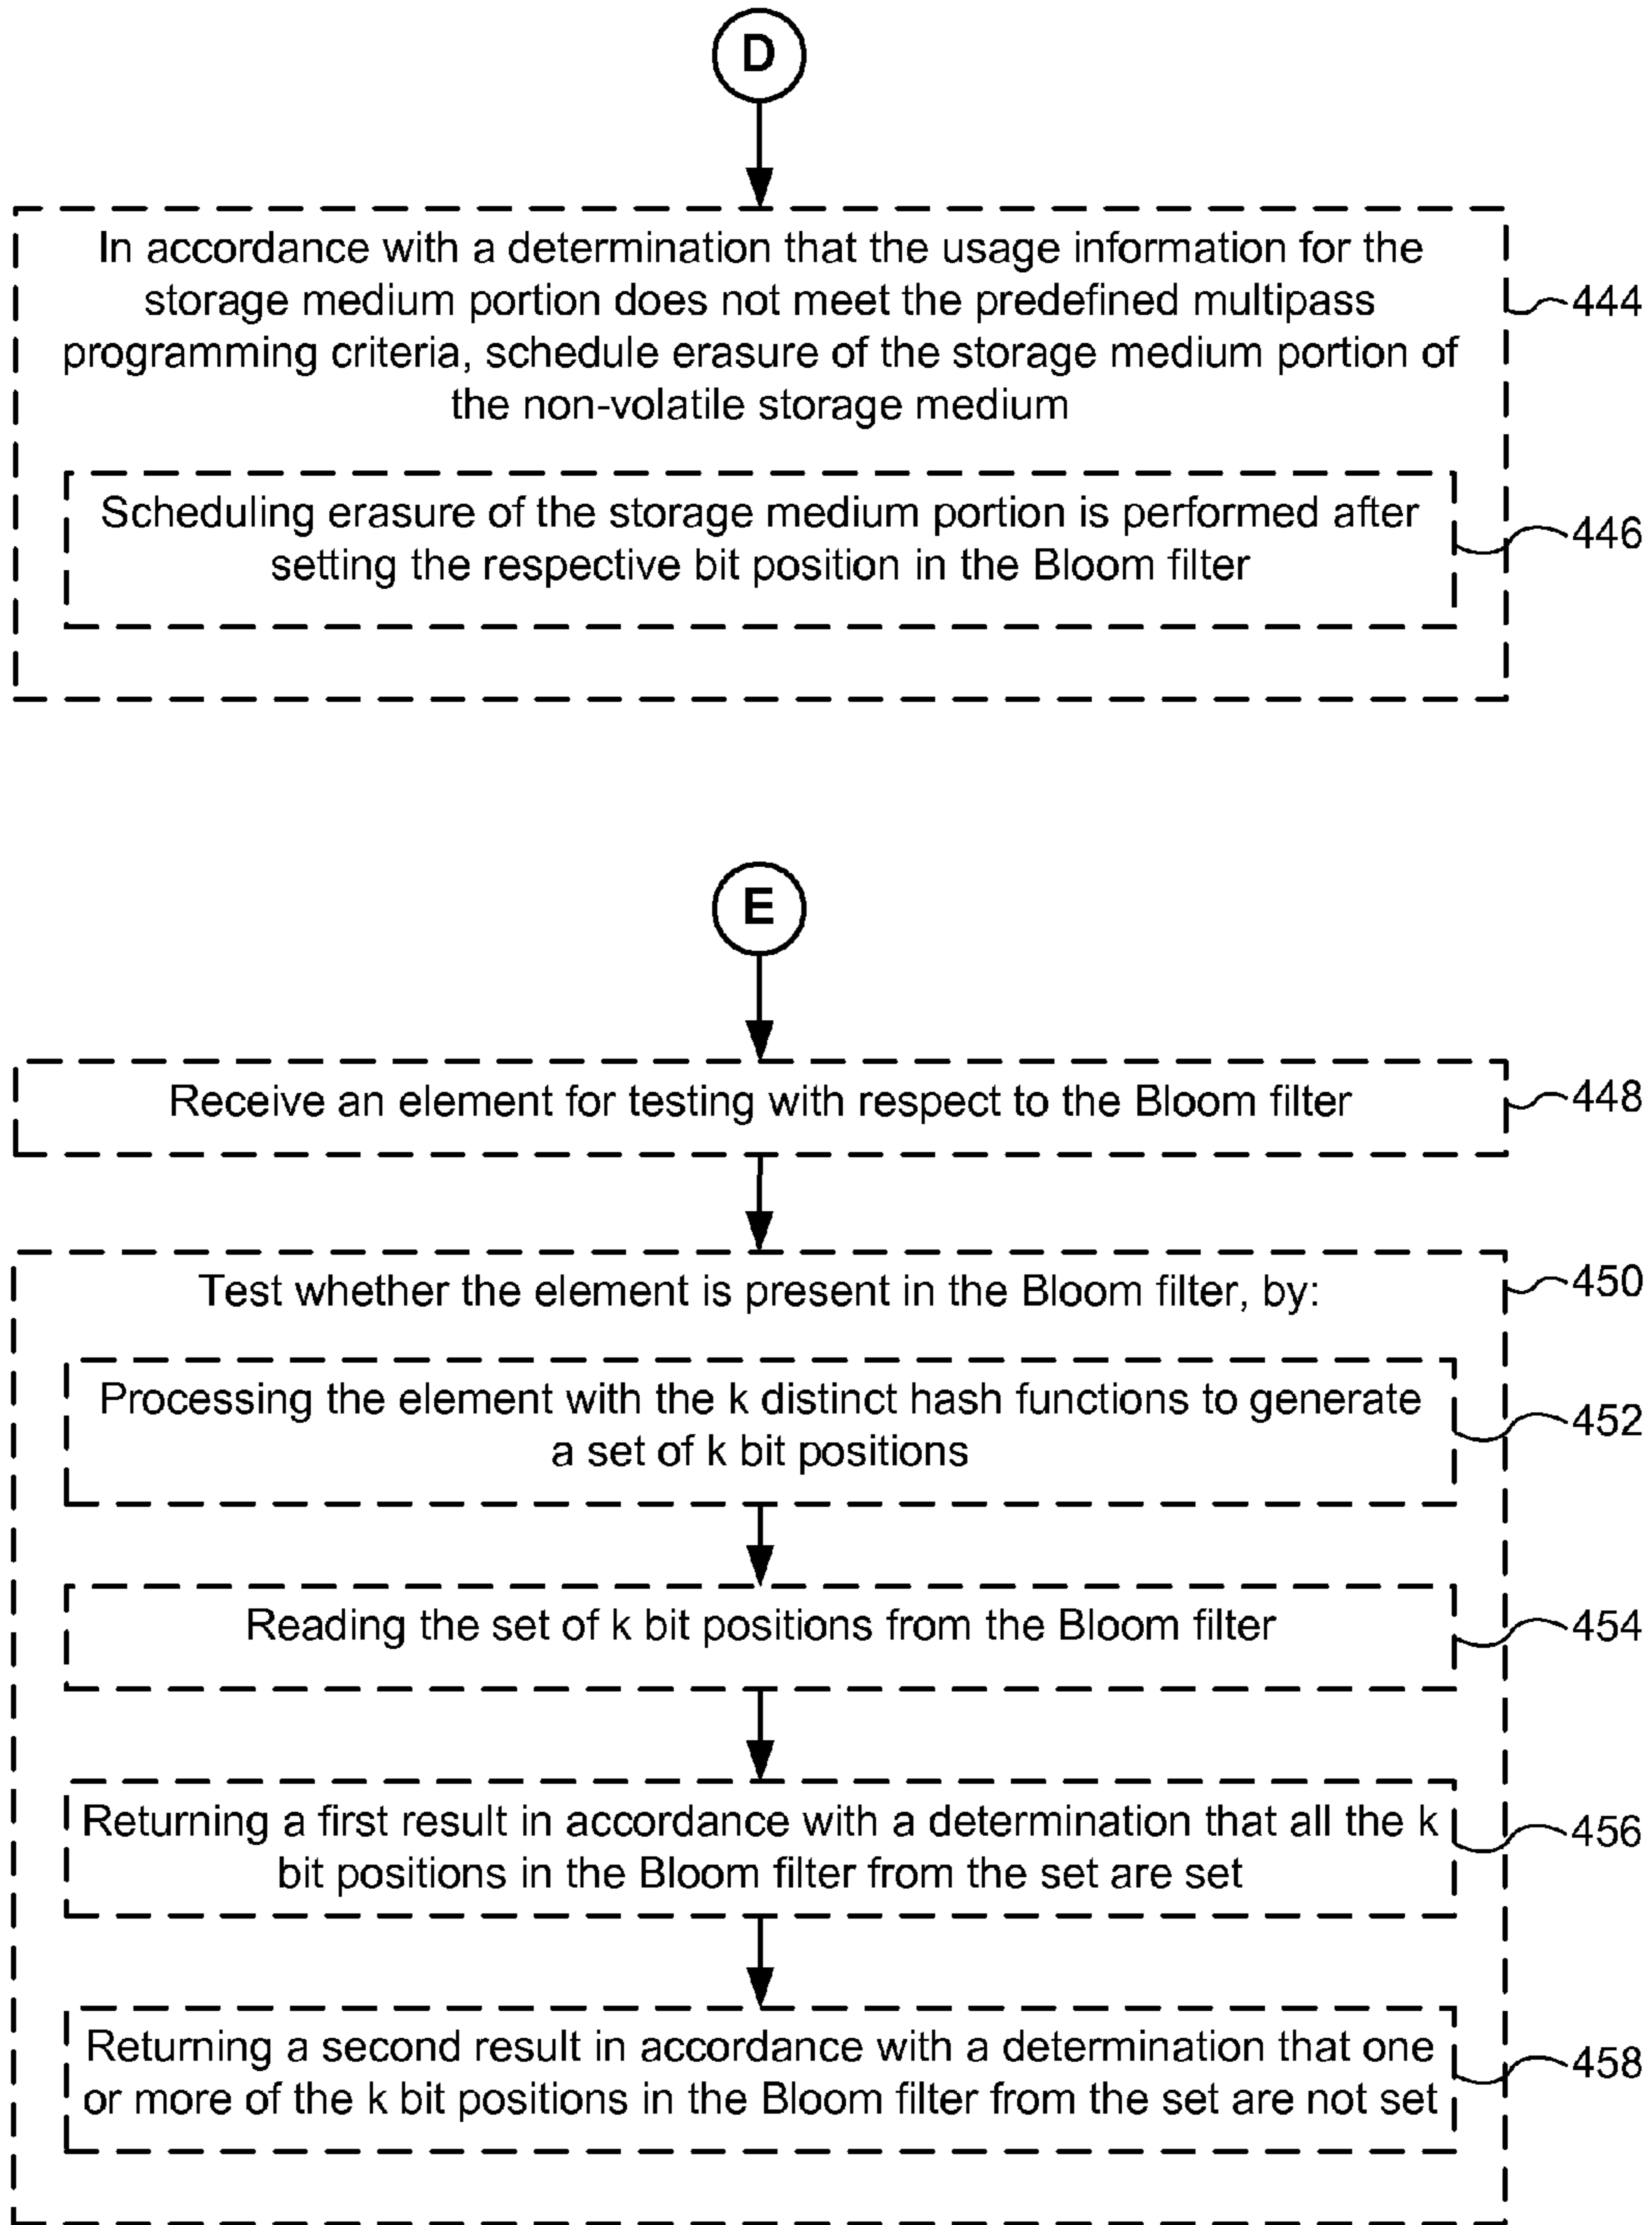 D
In accordance with a determination that the usage information for the
storage medium portion does not meet the predefined multipass
programming criteria, schedule erasure of the storage medium portion of
the non-volatile storage medium
444
Scheduling erasure of the storage medium portion is performed after
setting the respective bit position in the Bloom filter
446
E
Receive an element for testing with respect to the Bloom filter
448
Test whether the element is present in the Bloom filter, by:
450
Processing the element with the k distinct hash functions to generate
a set of k bit positions
452
Reading the set of k bit positions from the Bloom filter
454
Returning a first result in accordance with a determination that all the k
bit positions in the Bloom filter from the set are set
456
Returning a second result in accordance with a determination that one
or more of the k bit positions in the Bloom filter from the set are not set
458